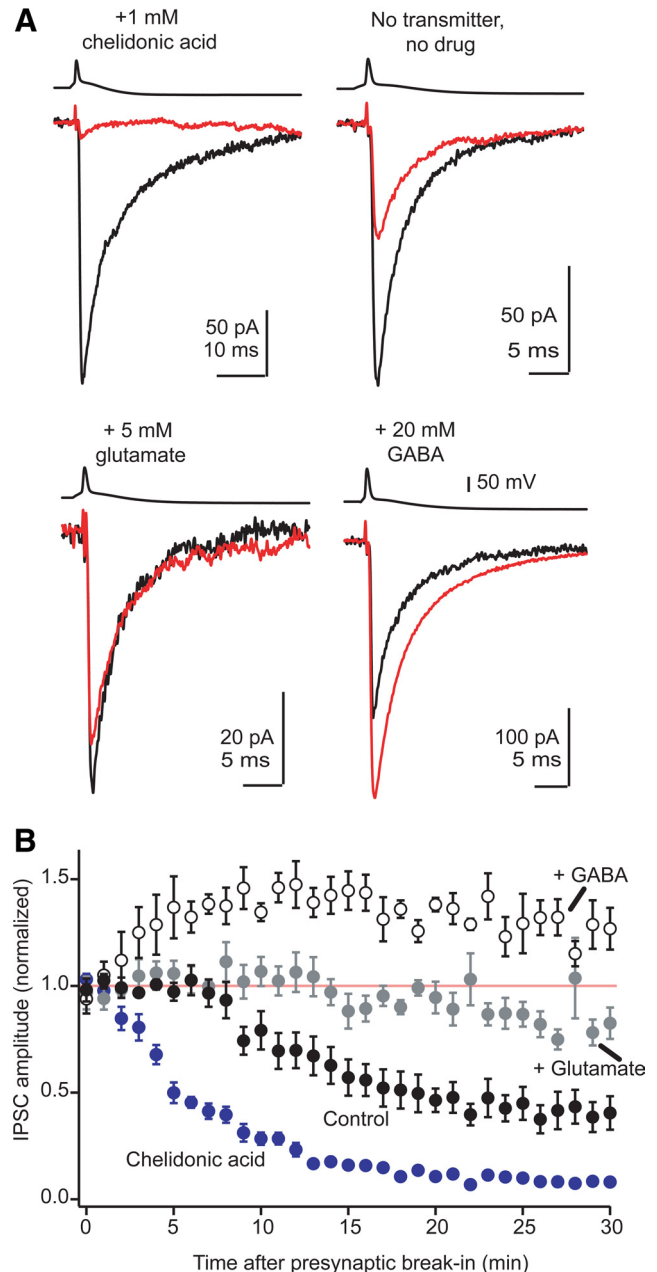 A
+1 mM
chelidonic acid
No transmitter,
no drug
50 pA
10 ms
50 pA
5 ms
+ 5 mM
glutamate
+ 20 mM
GABA
50 mV
20 pA
5 ms
100 pA
5 ms
B
IPSC amplitude (normalized)
1.5
1.0
0.5
0.0
+ GABA
+ Glutamate
Control
Chelidonic acid
0 5 10 15 20 25 30
Time after presynaptic break-in (min)